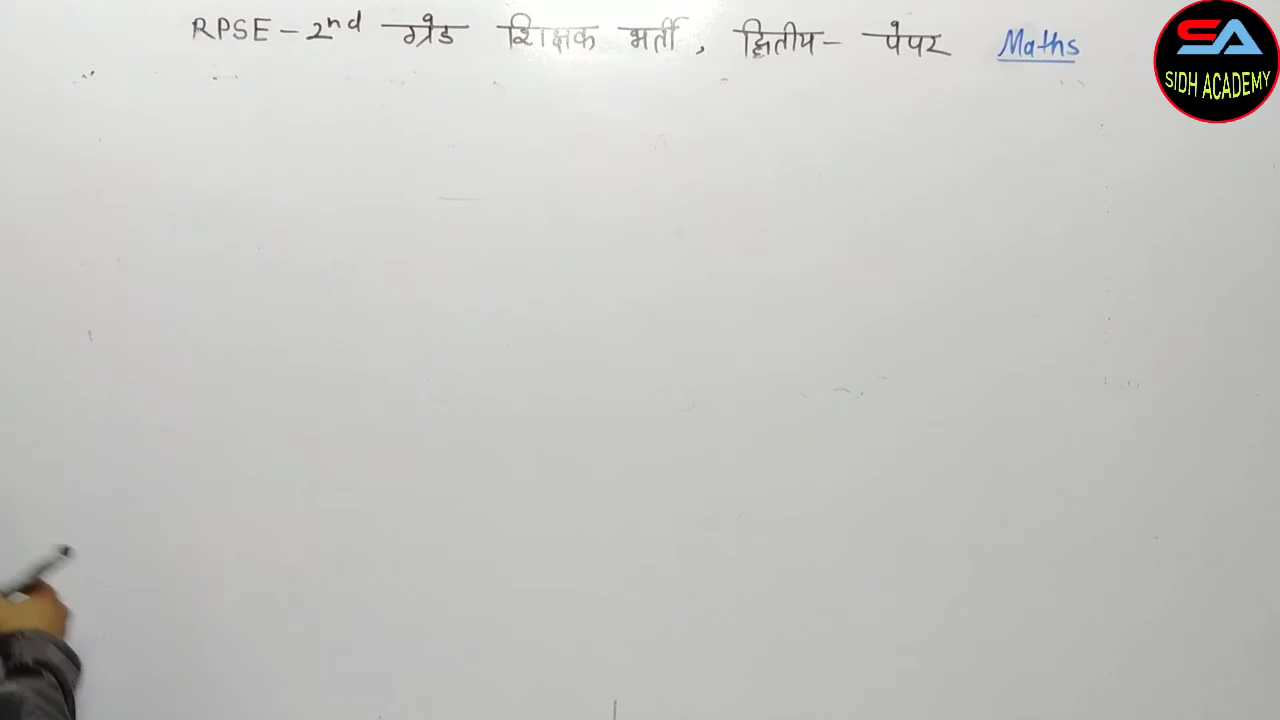 RPSE - 2nd ग्रेड शिक्षक भर्ती, द्वितीय - पेपर Maths
SA
SIDH ACADEMY